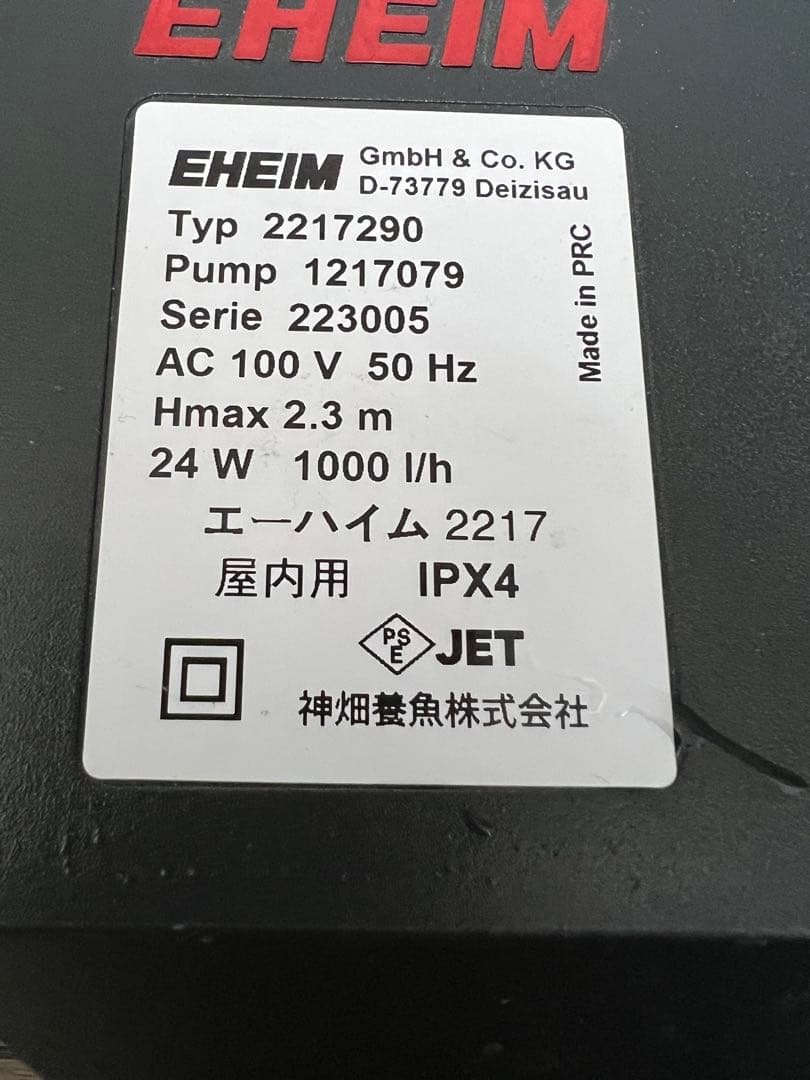 EHEIM
EHEIM GmbH & Co. KG
D-73779 Deizisau
Typ 2217290
Pump 1217079
Serie 223005
AC 100 V 50 Hz
Hmax 2.3 m
24 W 1000 l/h
Made in PRC
エーハイム 2217
屋内用 IPX4
PSE JET
神畑養魚株式会社